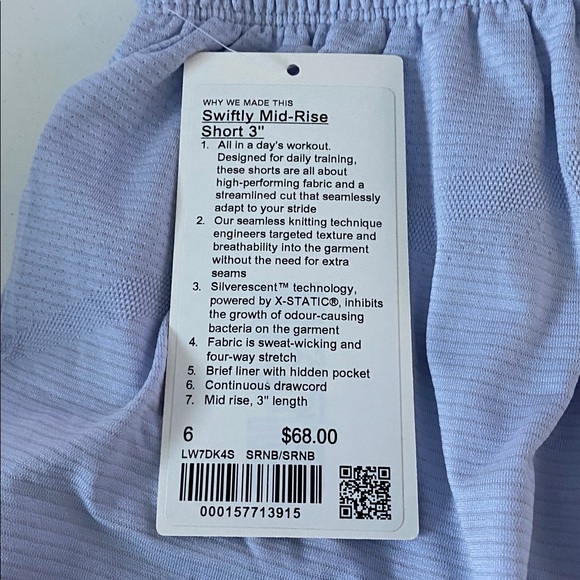 WHY WE MADE THIS
Swiftly Mid-Rise
Short 3"
1. All in a day's workout.
Designed for daily training,
these shorts are all about
high-performing fabric and a
streamlined cut that seamlessly
adapt to your stride
2. Our seamless knitting technique
engineers targeted texture and
breathability into the garment
without the need for extra
seams
3. Silverescent™ technology,
powered by X-STATIC®, inhibits
the growth of odour-causing
bacteria on the garment
4. Fabric is sweat-wicking and
four-way stretch
5. Brief liner with hidden pocket
6. Continuous drawcord
7. Mid rise, 3" length
6 $68.00
LW7DK4S SRNB/SRNB
000157713915